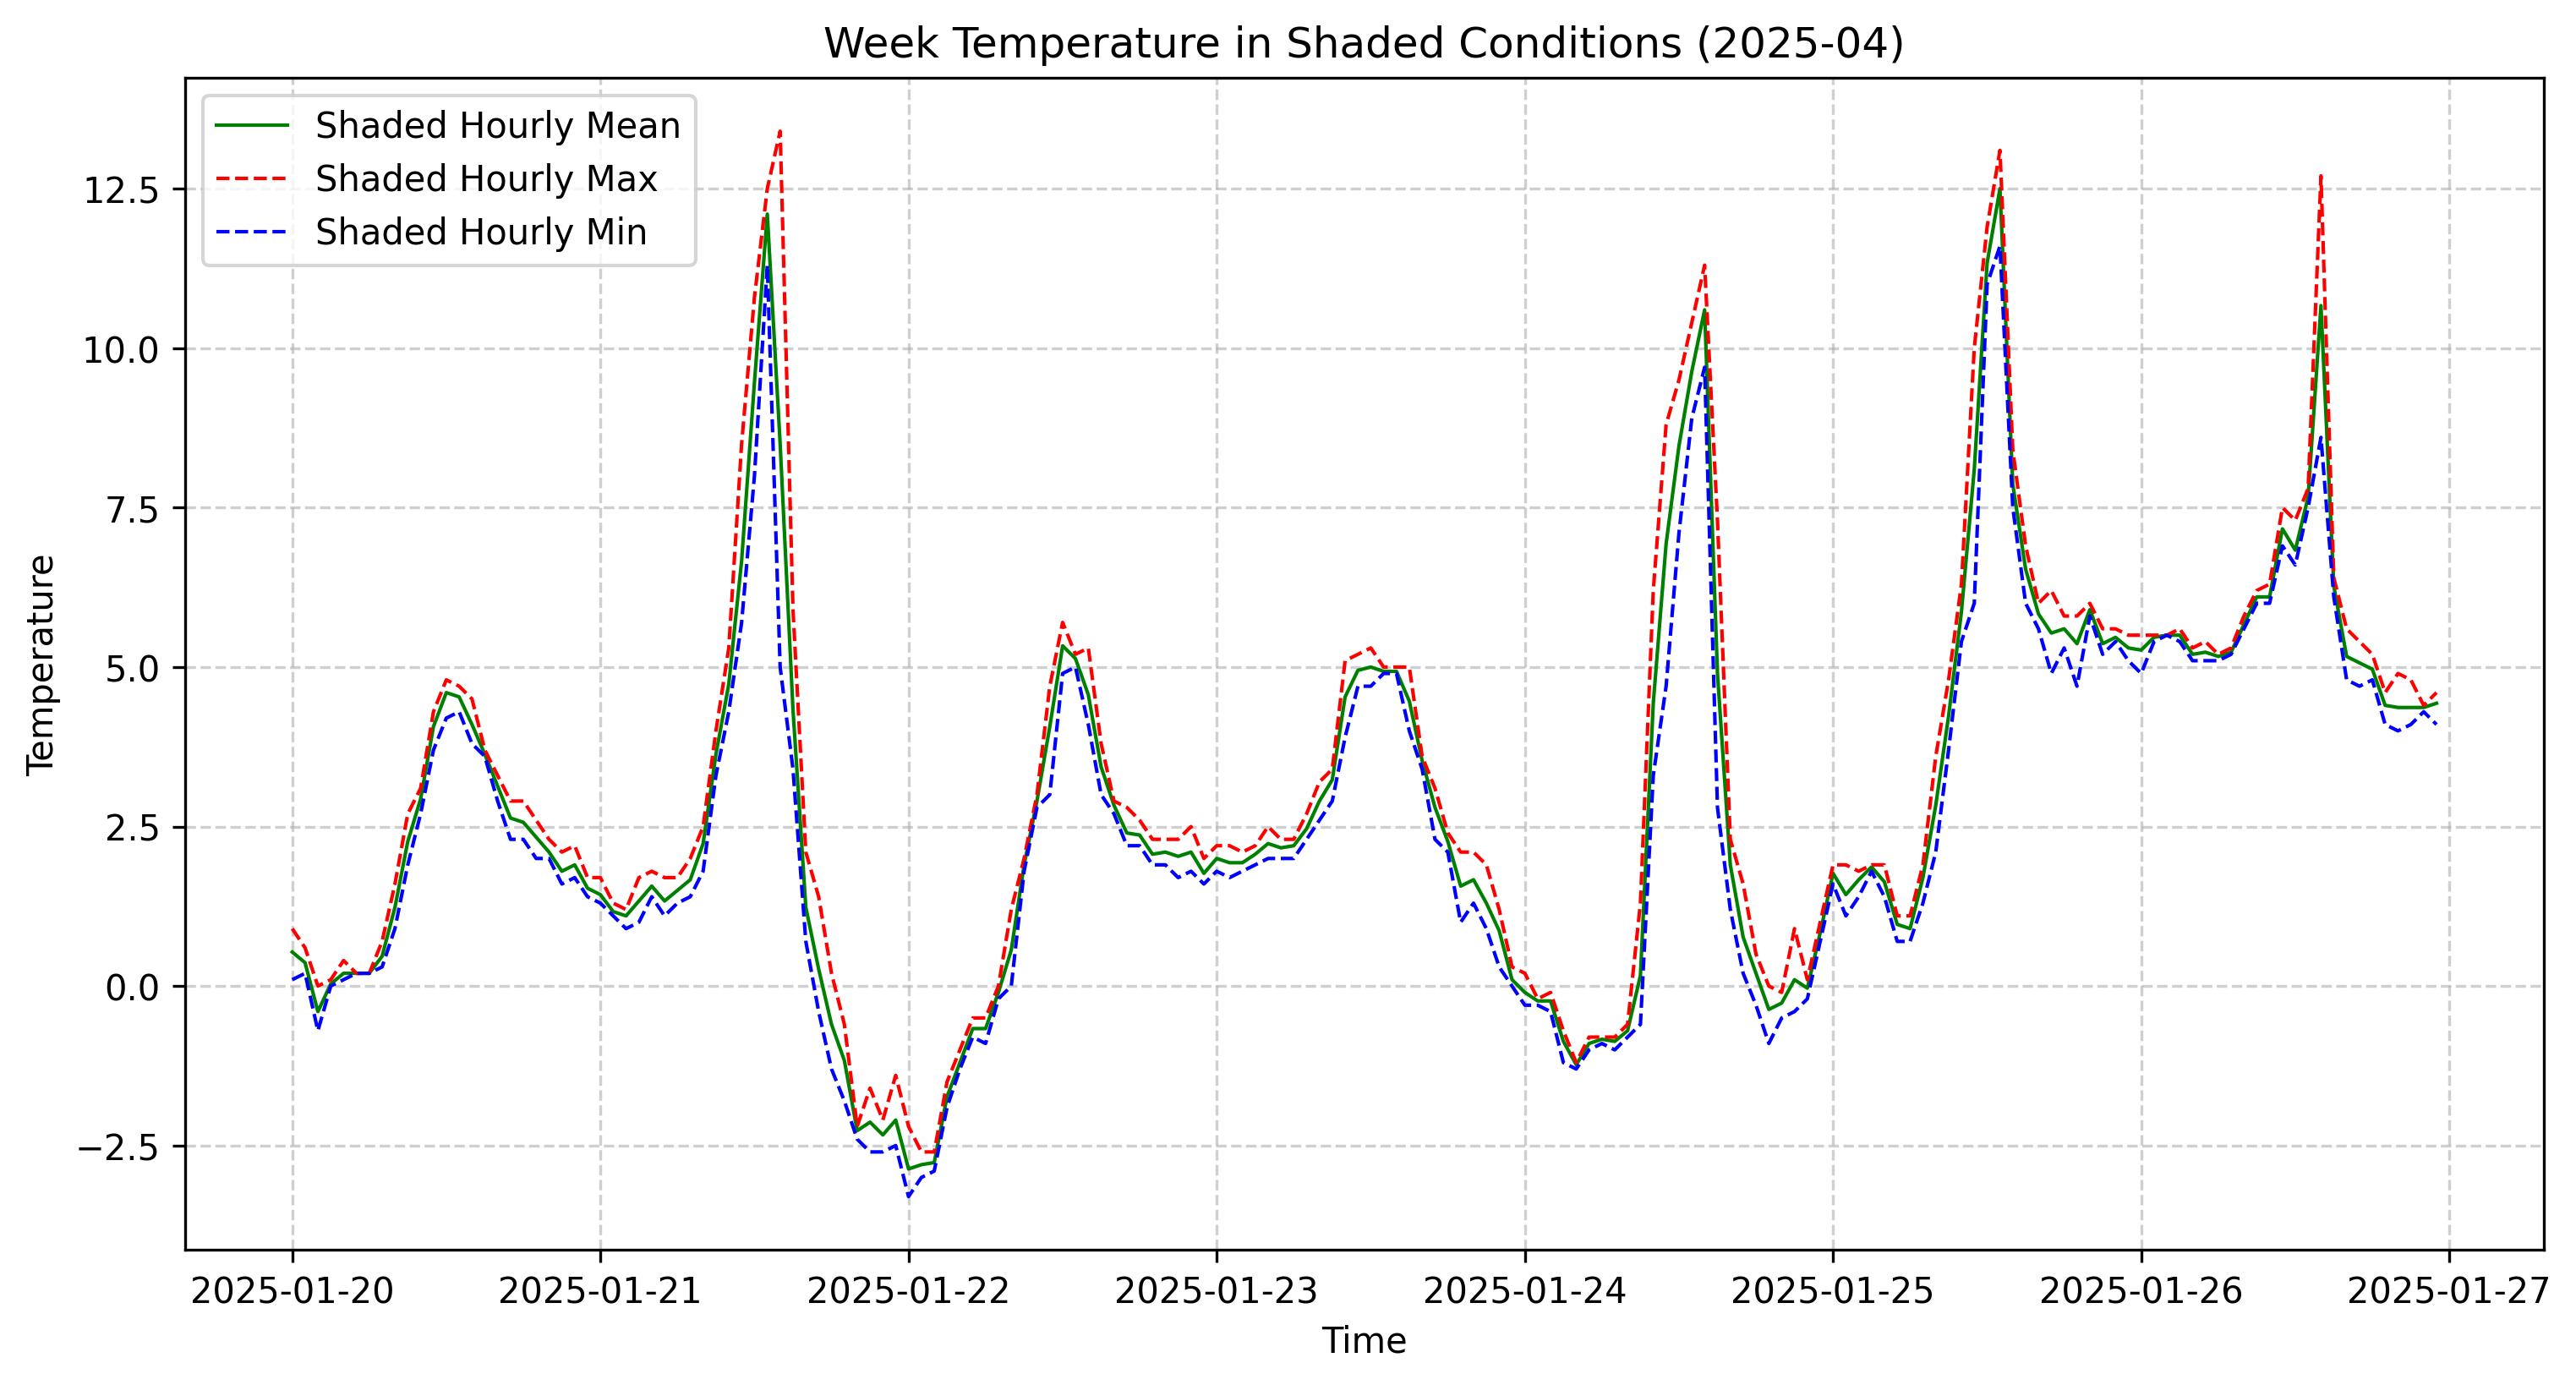 Week Temperature in Shaded Conditions (2025-04)
Shaded Hourly Mean
Shaded Hourly Max
Shaded Hourly Min
12.5
10.0
7.5
5.0
2.5
0.0
−2.5
Temperature
2025-01-20 2025-01-21 2025-01-22 2025-01-23 2025-01-24 2025-01-25 2025-01-26 2025-01-27
Time